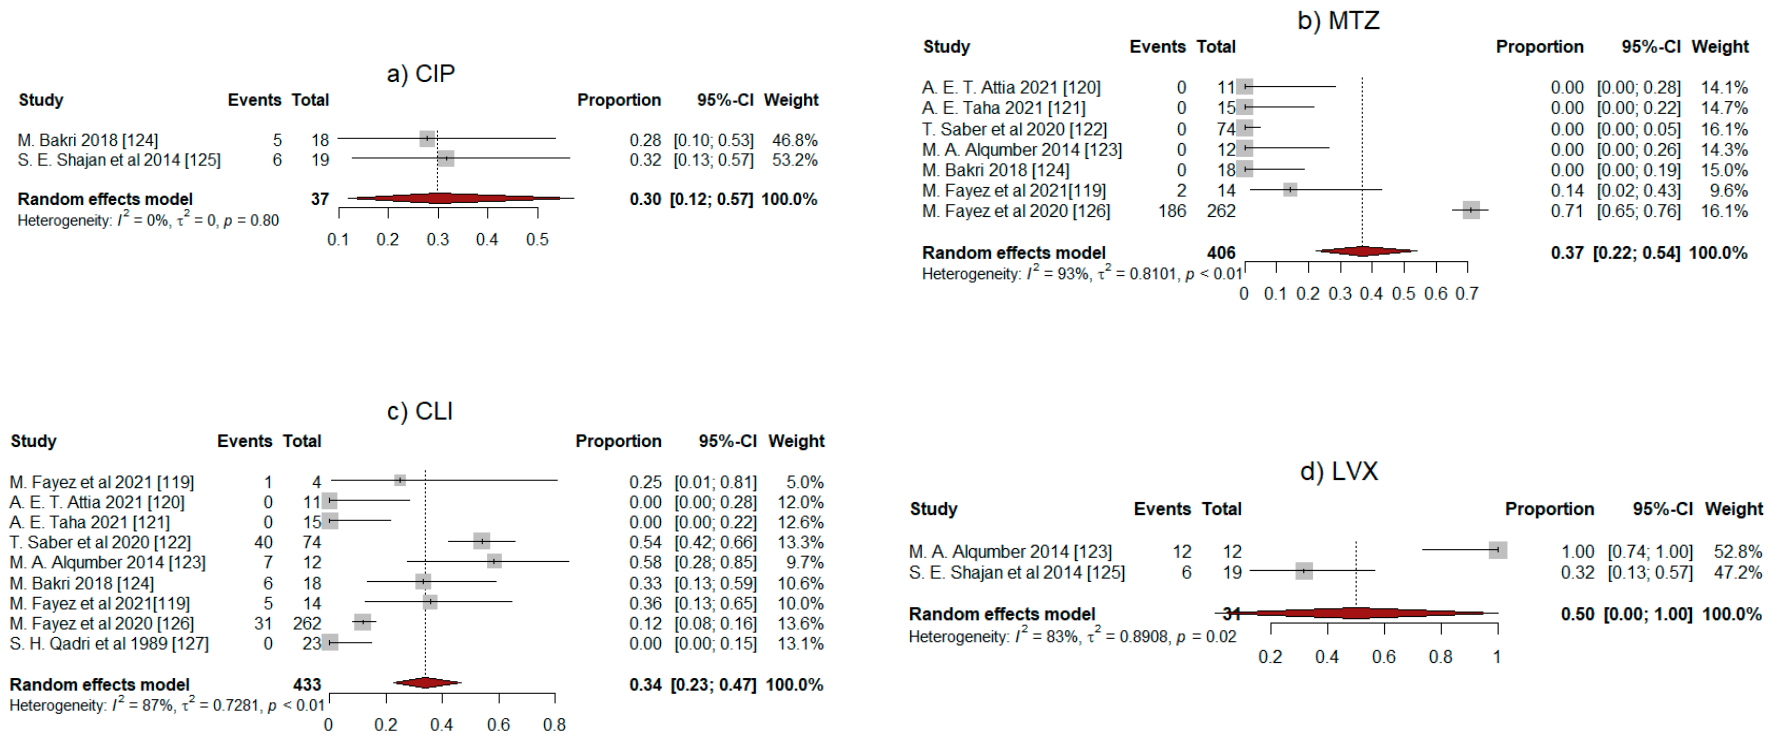 a) CIP
Study Events Total Proportion 95%-CI Weight
M. Bakri 2018 [124] 5 18 0.28 [0.10; 0.53] 46.8%
S. E. Shajan et al 2014 [125] 6 19 0.32 [0.13; 0.57] 53.2%
Random effects model 37 0.30 [0.12; 0.57] 100.0%
Heterogeneity: I² = 0%, τ² = 0, p = 0.80
0.1 0.2 0.3 0.4 0.5
b) MTZ
Study Events Total Proportion 95%-CI Weight
A. E. T. Attia 2021 [120] 0 11 0.00 [0.00; 0.28] 14.1%
A. E. Taha 2021 [121] 0 15 0.00 [0.00; 0.22] 14.7%
T. Saber et al 2020 [122] 0 74 0.00 [0.00; 0.05] 16.1%
M. A. Alqumber 2014 [123] 0 12 0.00 [0.00; 0.26] 14.3%
M. Bakri 2018 [124] 0 18 0.00 [0.00; 0.19] 15.0%
M. Fayez et al 2021[119] 2 14 0.14 [0.02; 0.43] 9.6%
M. Fayez et al 2020 [126] 186 262 0.71 [0.65; 0.76] 16.1%
Random effects model 406 0.37 [0.22; 0.54] 100.0%
Heterogeneity: I² = 93%, τ² = 0.8101, p < 0.01
0 0.1 0.2 0.3 0.4 0.5 0.6 0.7
c) CLI
Study Events Total Proportion 95%-CI Weight
M. Fayez et al 2021 [119] 1 4 0.25 [0.01; 0.81] 5.0%
A. E. T. Attia 2021 [120] 0 11 0.00 [0.00; 0.28] 12.0%
A. E. Taha 2021 [121] 0 15 0.00 [0.00; 0.22] 12.6%
T. Saber et al 2020 [122] 40 74 0.54 [0.42; 0.66] 13.3%
M. A. Alqumber 2014 [123] 7 12 0.58 [0.28; 0.85] 9.7%
M. Bakri 2018 [124] 6 18 0.33 [0.13; 0.59] 10.6%
M. Fayez et al 2021[119] 5 14 0.36 [0.13; 0.65] 10.0%
M. Fayez et al 2020 [126] 31 262 0.12 [0.08; 0.16] 13.6%
S. H. Qadri et al 1989 [127] 0 23 0.00 [0.00; 0.15] 13.1%
Random effects model 433 0.34 [0.23; 0.47] 100.0%
Heterogeneity: I² = 87%, τ² = 0.7281, p < 0.01
0 0.2 0.4 0.6 0.8
d) LVX
Study Events Total Proportion 95%-CI Weight
M. A. Alqumber 2014 [123] 12 12 1.00 [0.74; 1.00] 52.8%
S. E. Shajan et al 2014 [125] 6 19 0.32 [0.13; 0.57] 47.2%
Random effects model 31 0.50 [0.00; 1.00] 100.0%
Heterogeneity: I² = 83%, τ² = 0.8908, p = 0.02
0.2 0.4 0.6 0.8 1